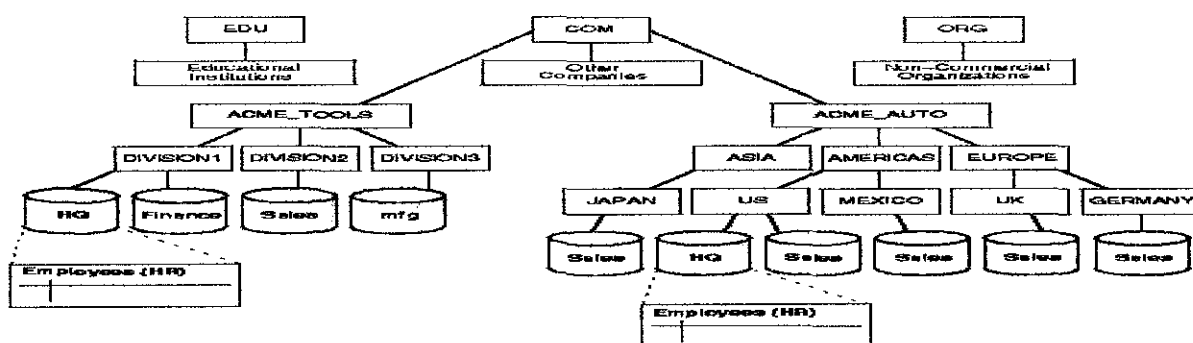 EDU
COM
ORG
Educational
Institutions
Other
Companies
Non-Commercial
Organizations
ACME_TOOLS
ACME_AUTO
DIVISION1
DIVISION2
DIVISION3
ASIA
AMERICAS
EUROPE
HQ
Finance
Sales
mfg
JAPAN
US
MEXICO
UK
GERMANY
Sales
HQ
Sales
Sales
Sales
Sales
Employees (HR)
Employees (HR)